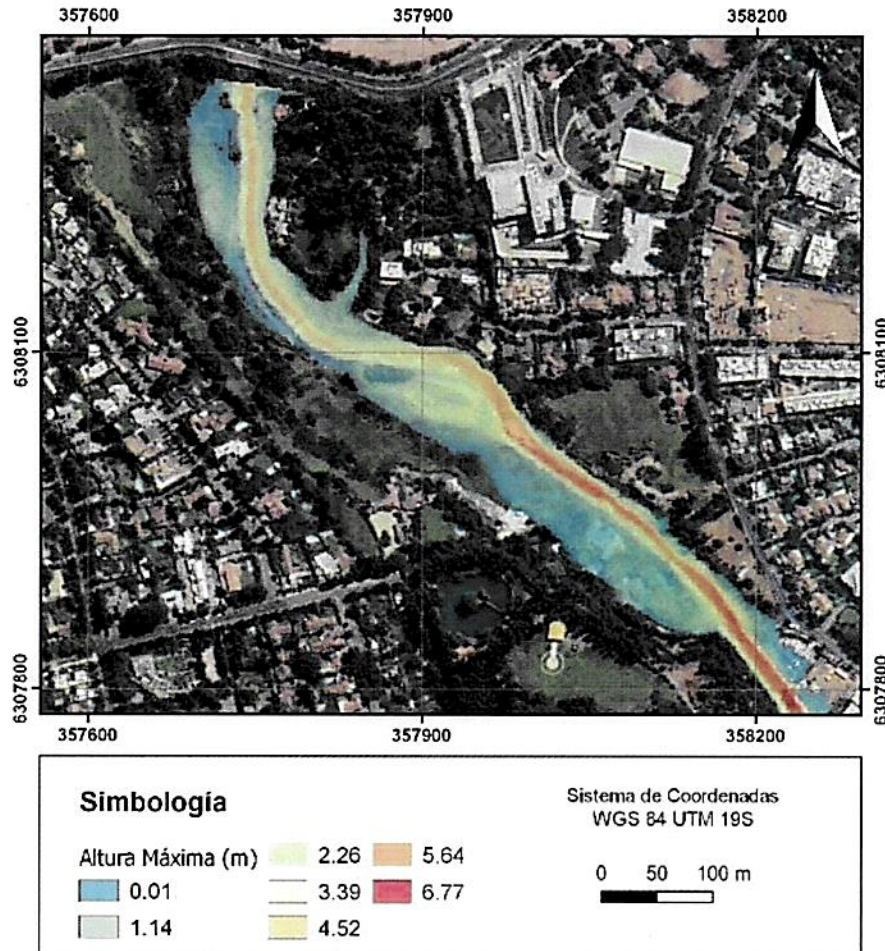 357600 357900 358200
6308100 6308100
6307800 6307800
357600 357900 358200
Simbología
Altura Máxima (m)
0.01
1.14
2.26
3.39
4.52
5.64
6.77
Sistema de Coordenadas
WGS 84 UTM 19S
0 50 100 m